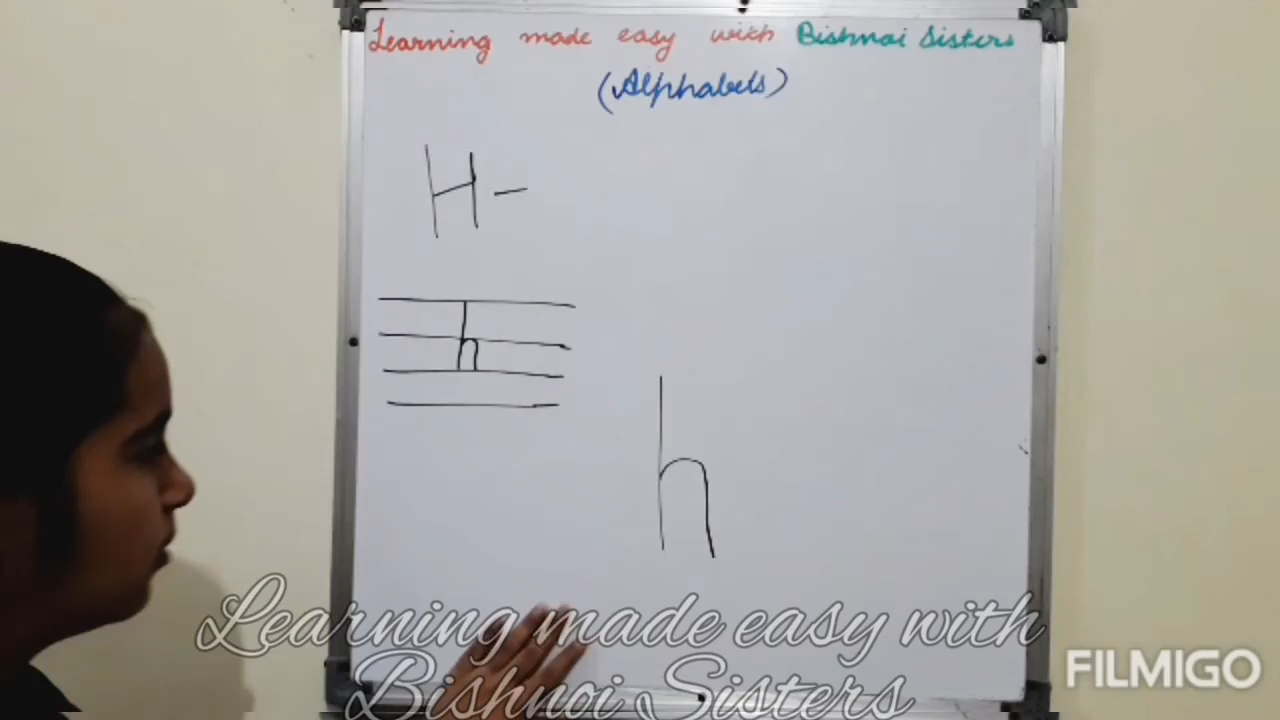 Learning made easy with Bishnoi Sisters
(Alphabets)
H -
h
h
Learning made easy with
Bishnoi Sisters
FILMIGO